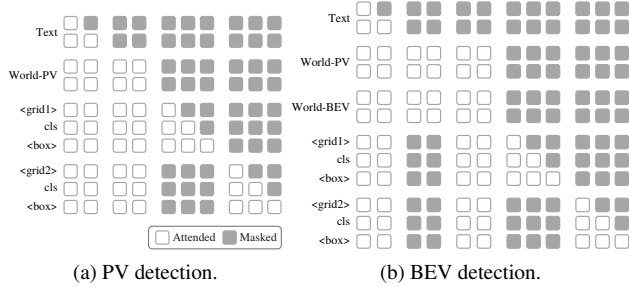 Text
World-PV
<grid1>
cls
<box>
<grid2>
cls
<box>
Attended Masked
(a) PV detection.
Text
World-PV
World-BEV
<grid1>
cls
<box>
<grid2>
cls
<box>
(b) BEV detection.